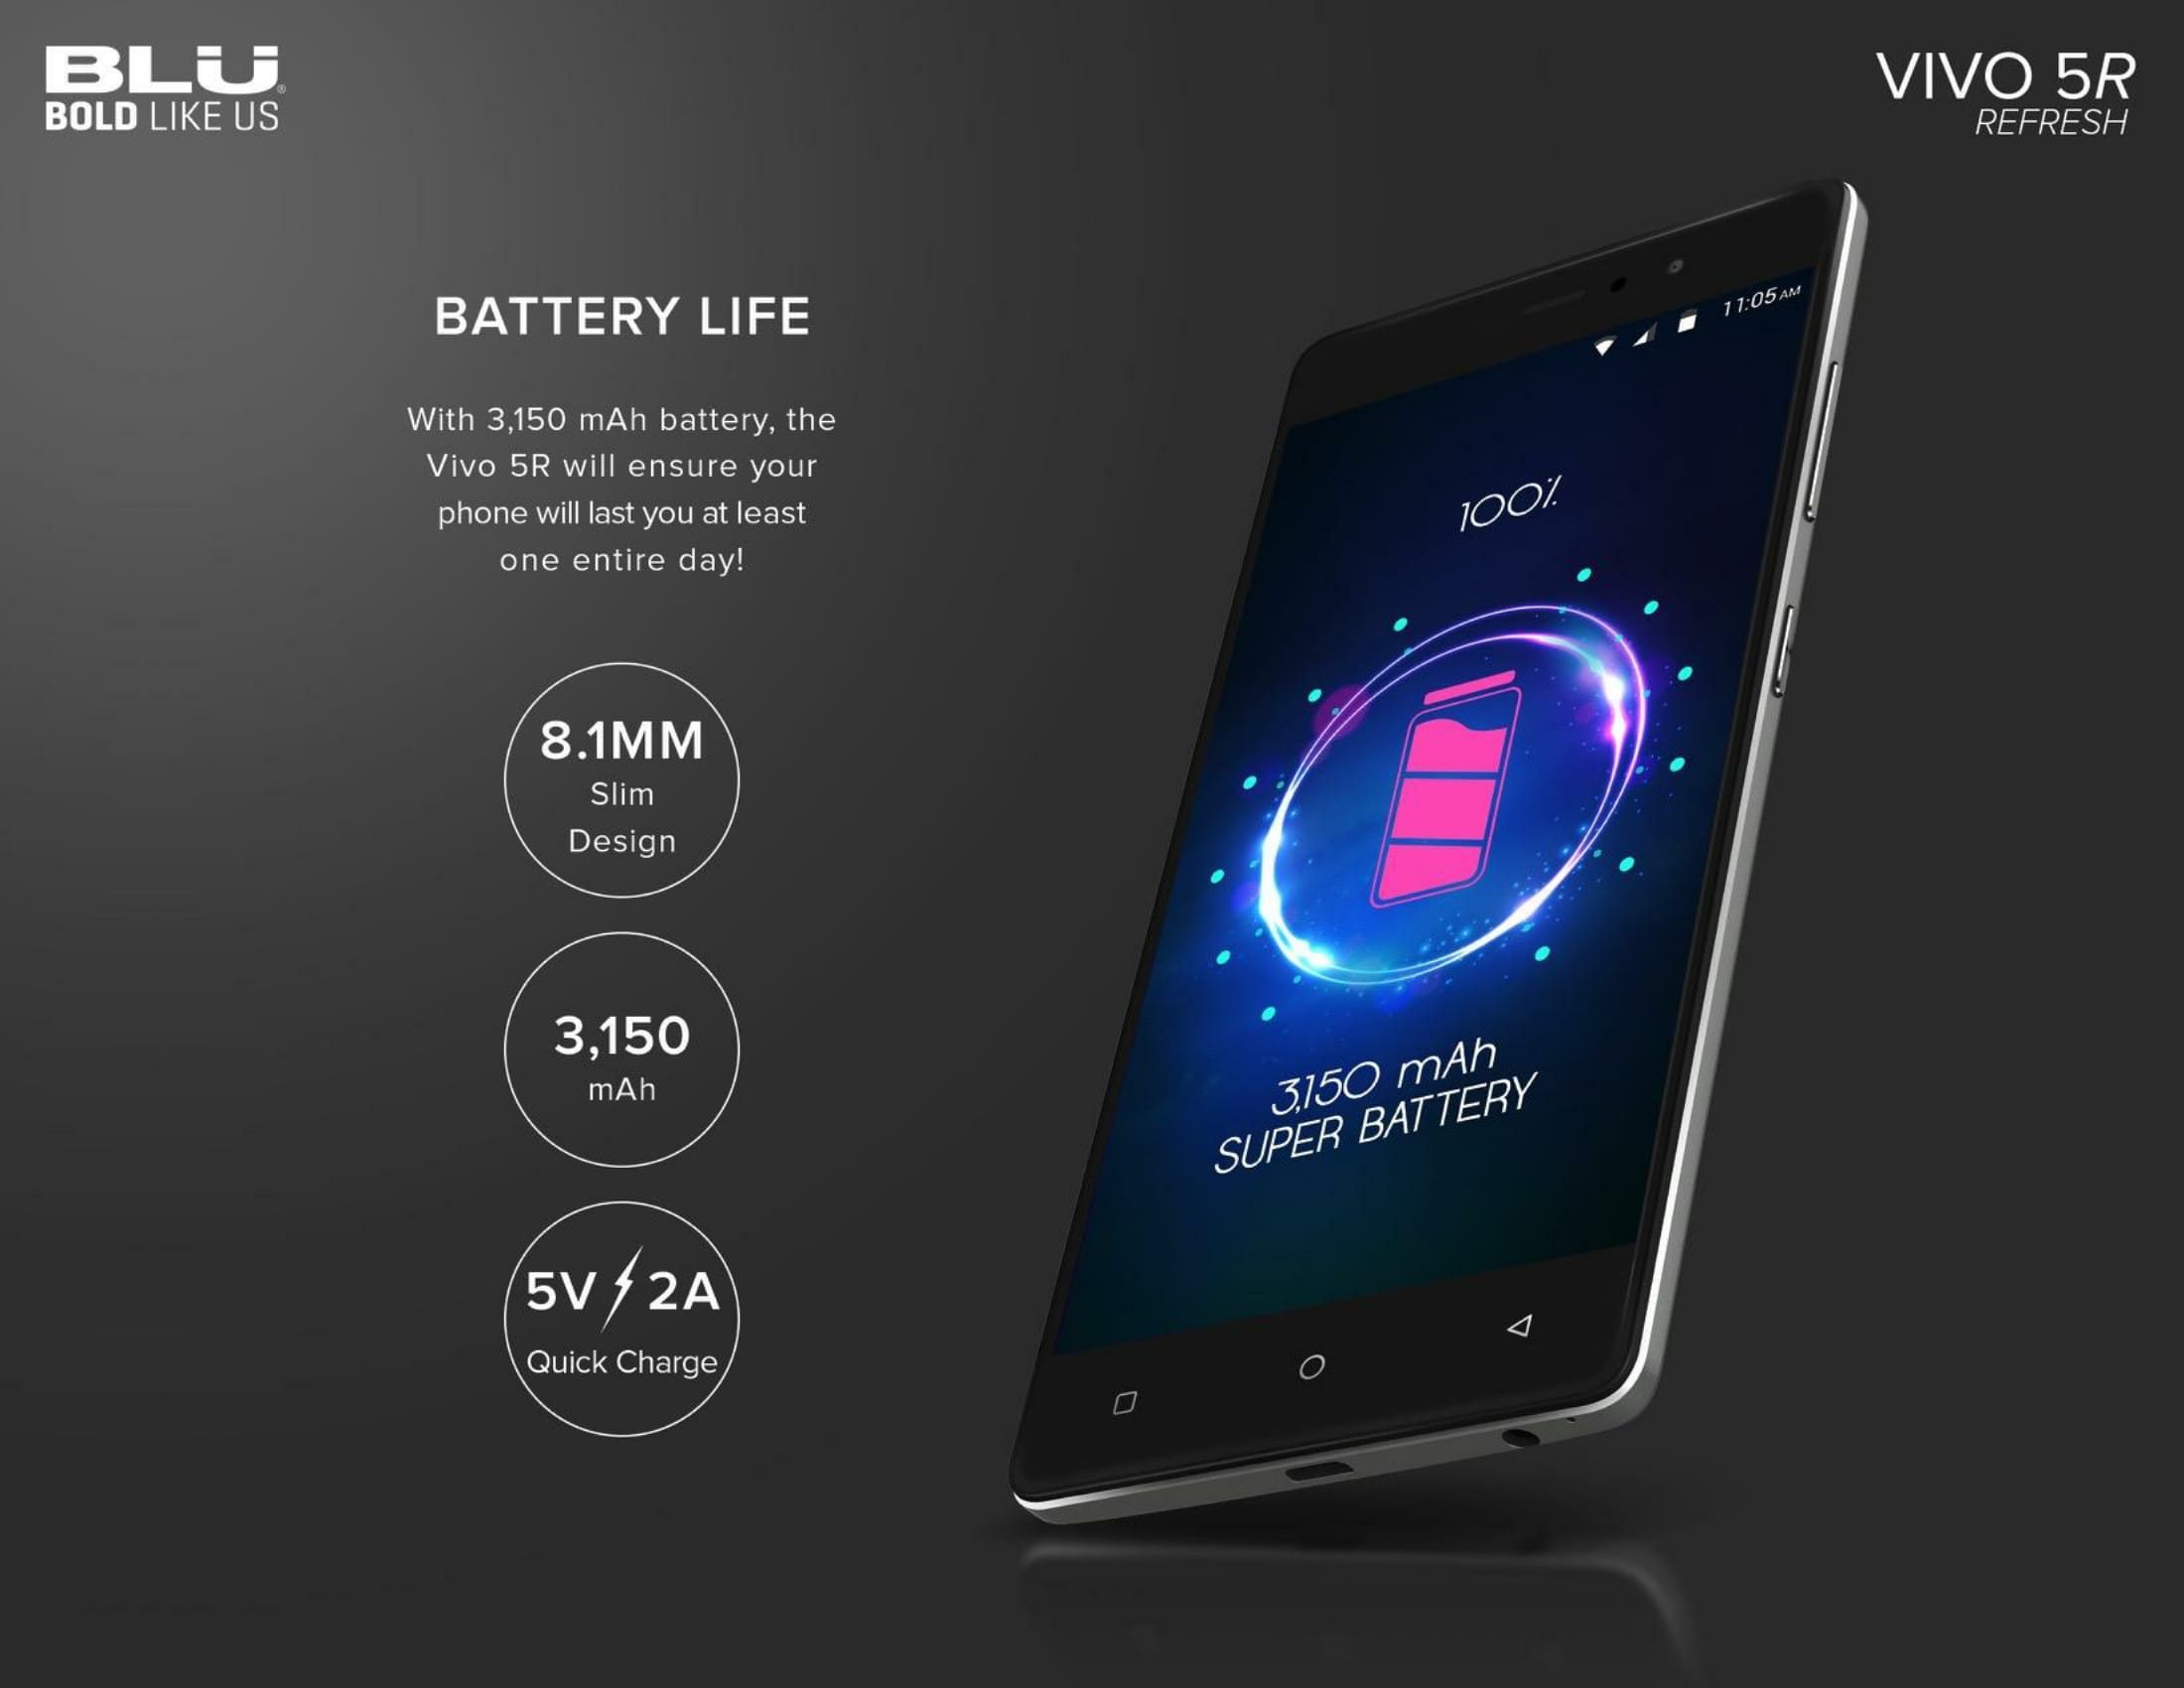 BLU
BOLD LIKE US
VIVO 5R
REFRESH
BATTERY LIFE
With 3,150 mAh battery, the
Vivo 5R will ensure your
phone will last you at least
one entire day!
8.1MM
Slim
Design
3,150
mAh
5V 2A
Quick Charge
11:05 AM
100%
3,150 mAh
SUPER BATTERY